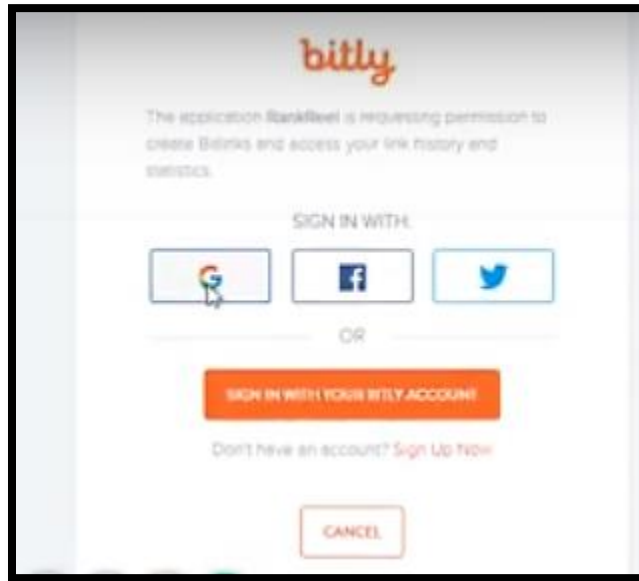 bitly
The application RankReel is requesting permission to
create Bitlinks and access your link history and
statistics.
SIGN IN WITH:
OR
SIGN IN WITH YOUR BITLY ACCOUNT
Don't have an account? Sign Up Now
CANCEL